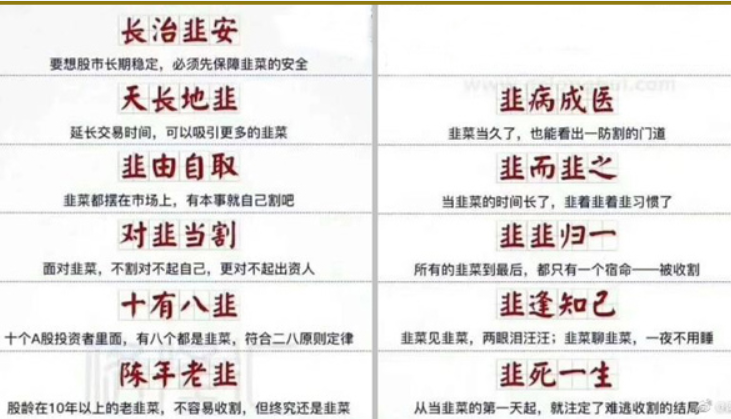 长治韭安
要想股市长期稳定，必须先保障韭菜的安全
天长地韭
延长交易时间，可以吸引更多的韭菜
韭由自取
韭菜都摆在市场上，有本事就自己割吧
对韭当割
面对韭菜，不割对不起自己，更对不起出资人
十有八韭
十个A股投资者里面，有八个都是韭菜，符合二八原则定律
陈年老韭
股龄在10年以上的老韭菜，不容易收割，但终究还是韭菜
韭病成医
韭菜当久了，也能看出一防割的门道
韭而韭之
当韭菜的时间长了，韭着韭着韭习惯了
韭韭归一
所有的韭菜到最后，都只有一个宿命——被收割
韭逢知己
韭菜见韭菜，两眼泪汪汪；韭菜聊韭菜，一夜不用睡
韭死一生
从当韭菜的第一天起，就注定了难逃收割的结局